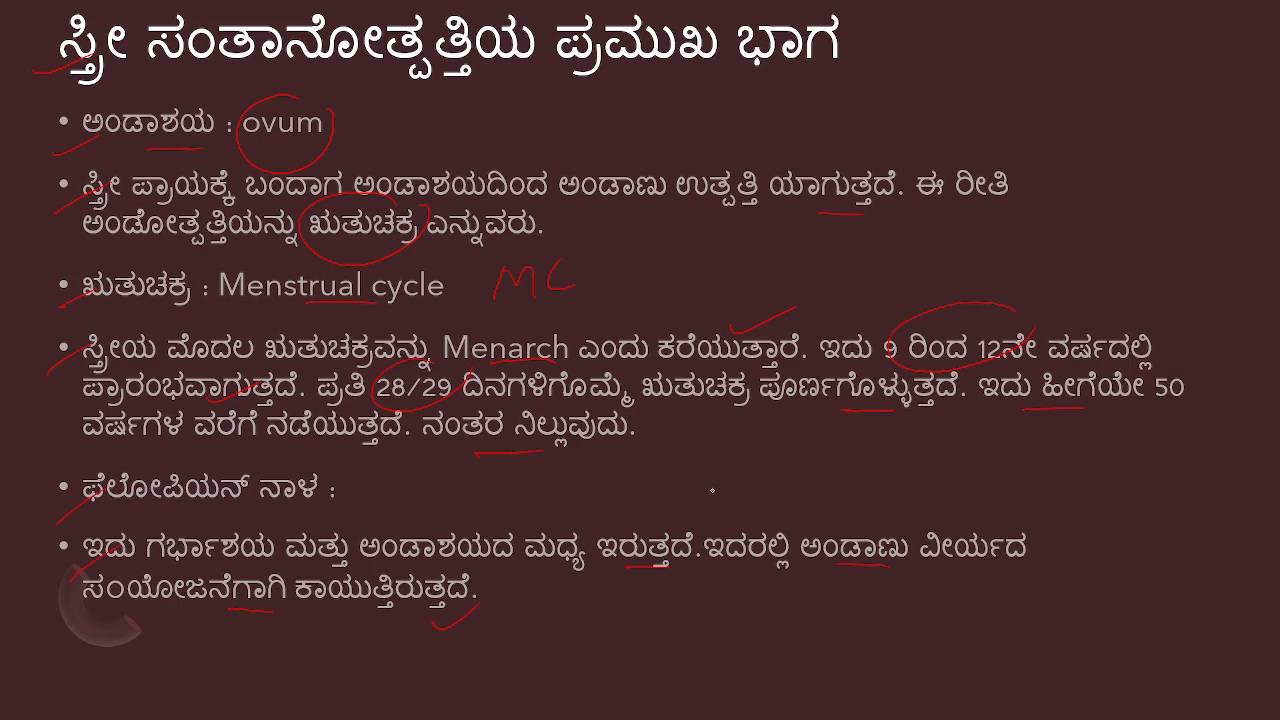 ಸ್ತ್ರೀ ಸಂತಾನೋತ್ಪತ್ತಿಯ ಪ್ರಮುಖ ಭಾಗ
• ಅಂಡಾಶಯ : ovum
• ಸ್ತ್ರೀ ಪ್ರಾಯಕ್ಕೆ ಬಂದಾಗ ಅಂಡಾಶಯದಿಂದ ಅಂಡಾಣು ಉತ್ಪತ್ತಿ ಯಾಗುತ್ತದೆ. ಈ ರೀತಿ
ಅಂಡೋತ್ಪತ್ತಿಯನ್ನು ಋತುಚಕ್ರ ಎನ್ನುವರು.
• ಋತುಚಕ್ರ : Menstrual cycle MC
• ಸ್ತ್ರೀಯ ಮೊದಲ ಋತುಚಕ್ರವನ್ನು Menarch ಎಂದು ಕರೆಯುತ್ತಾರೆ. ಇದು 9 ರಿಂದ 12ನೇ ವರ್ಷದಲ್ಲಿ
ಪ್ರಾರಂಭವಾಗುತ್ತದೆ. ಪ್ರತಿ 28/29 ದಿನಗಳಿಗೊಮ್ಮೆ ಋತುಚಕ್ರ ಪೂರ್ಣಗೊಳ್ಳುತ್ತದೆ. ಇದು ಹೀಗೆಯೇ 50
ವರ್ಷಗಳ ವರೆಗೆ ನಡೆಯುತ್ತದೆ. ನಂತರ ನಿಲ್ಲುವುದು.
• ಫೆಲೋಪಿಯನ್ ನಾಳ :
• ಇದು ಗರ್ಭಾಶಯ ಮತ್ತು ಅಂಡಾಶಯದ ಮಧ್ಯ ಇರುತ್ತದೆ.ಇದರಲ್ಲಿ ಅಂಡಾಣು ವೀರ್ಯದ
ಸಂಯೋಜನೆಗಾಗಿ ಕಾಯುತ್ತಿರುತ್ತದೆ.